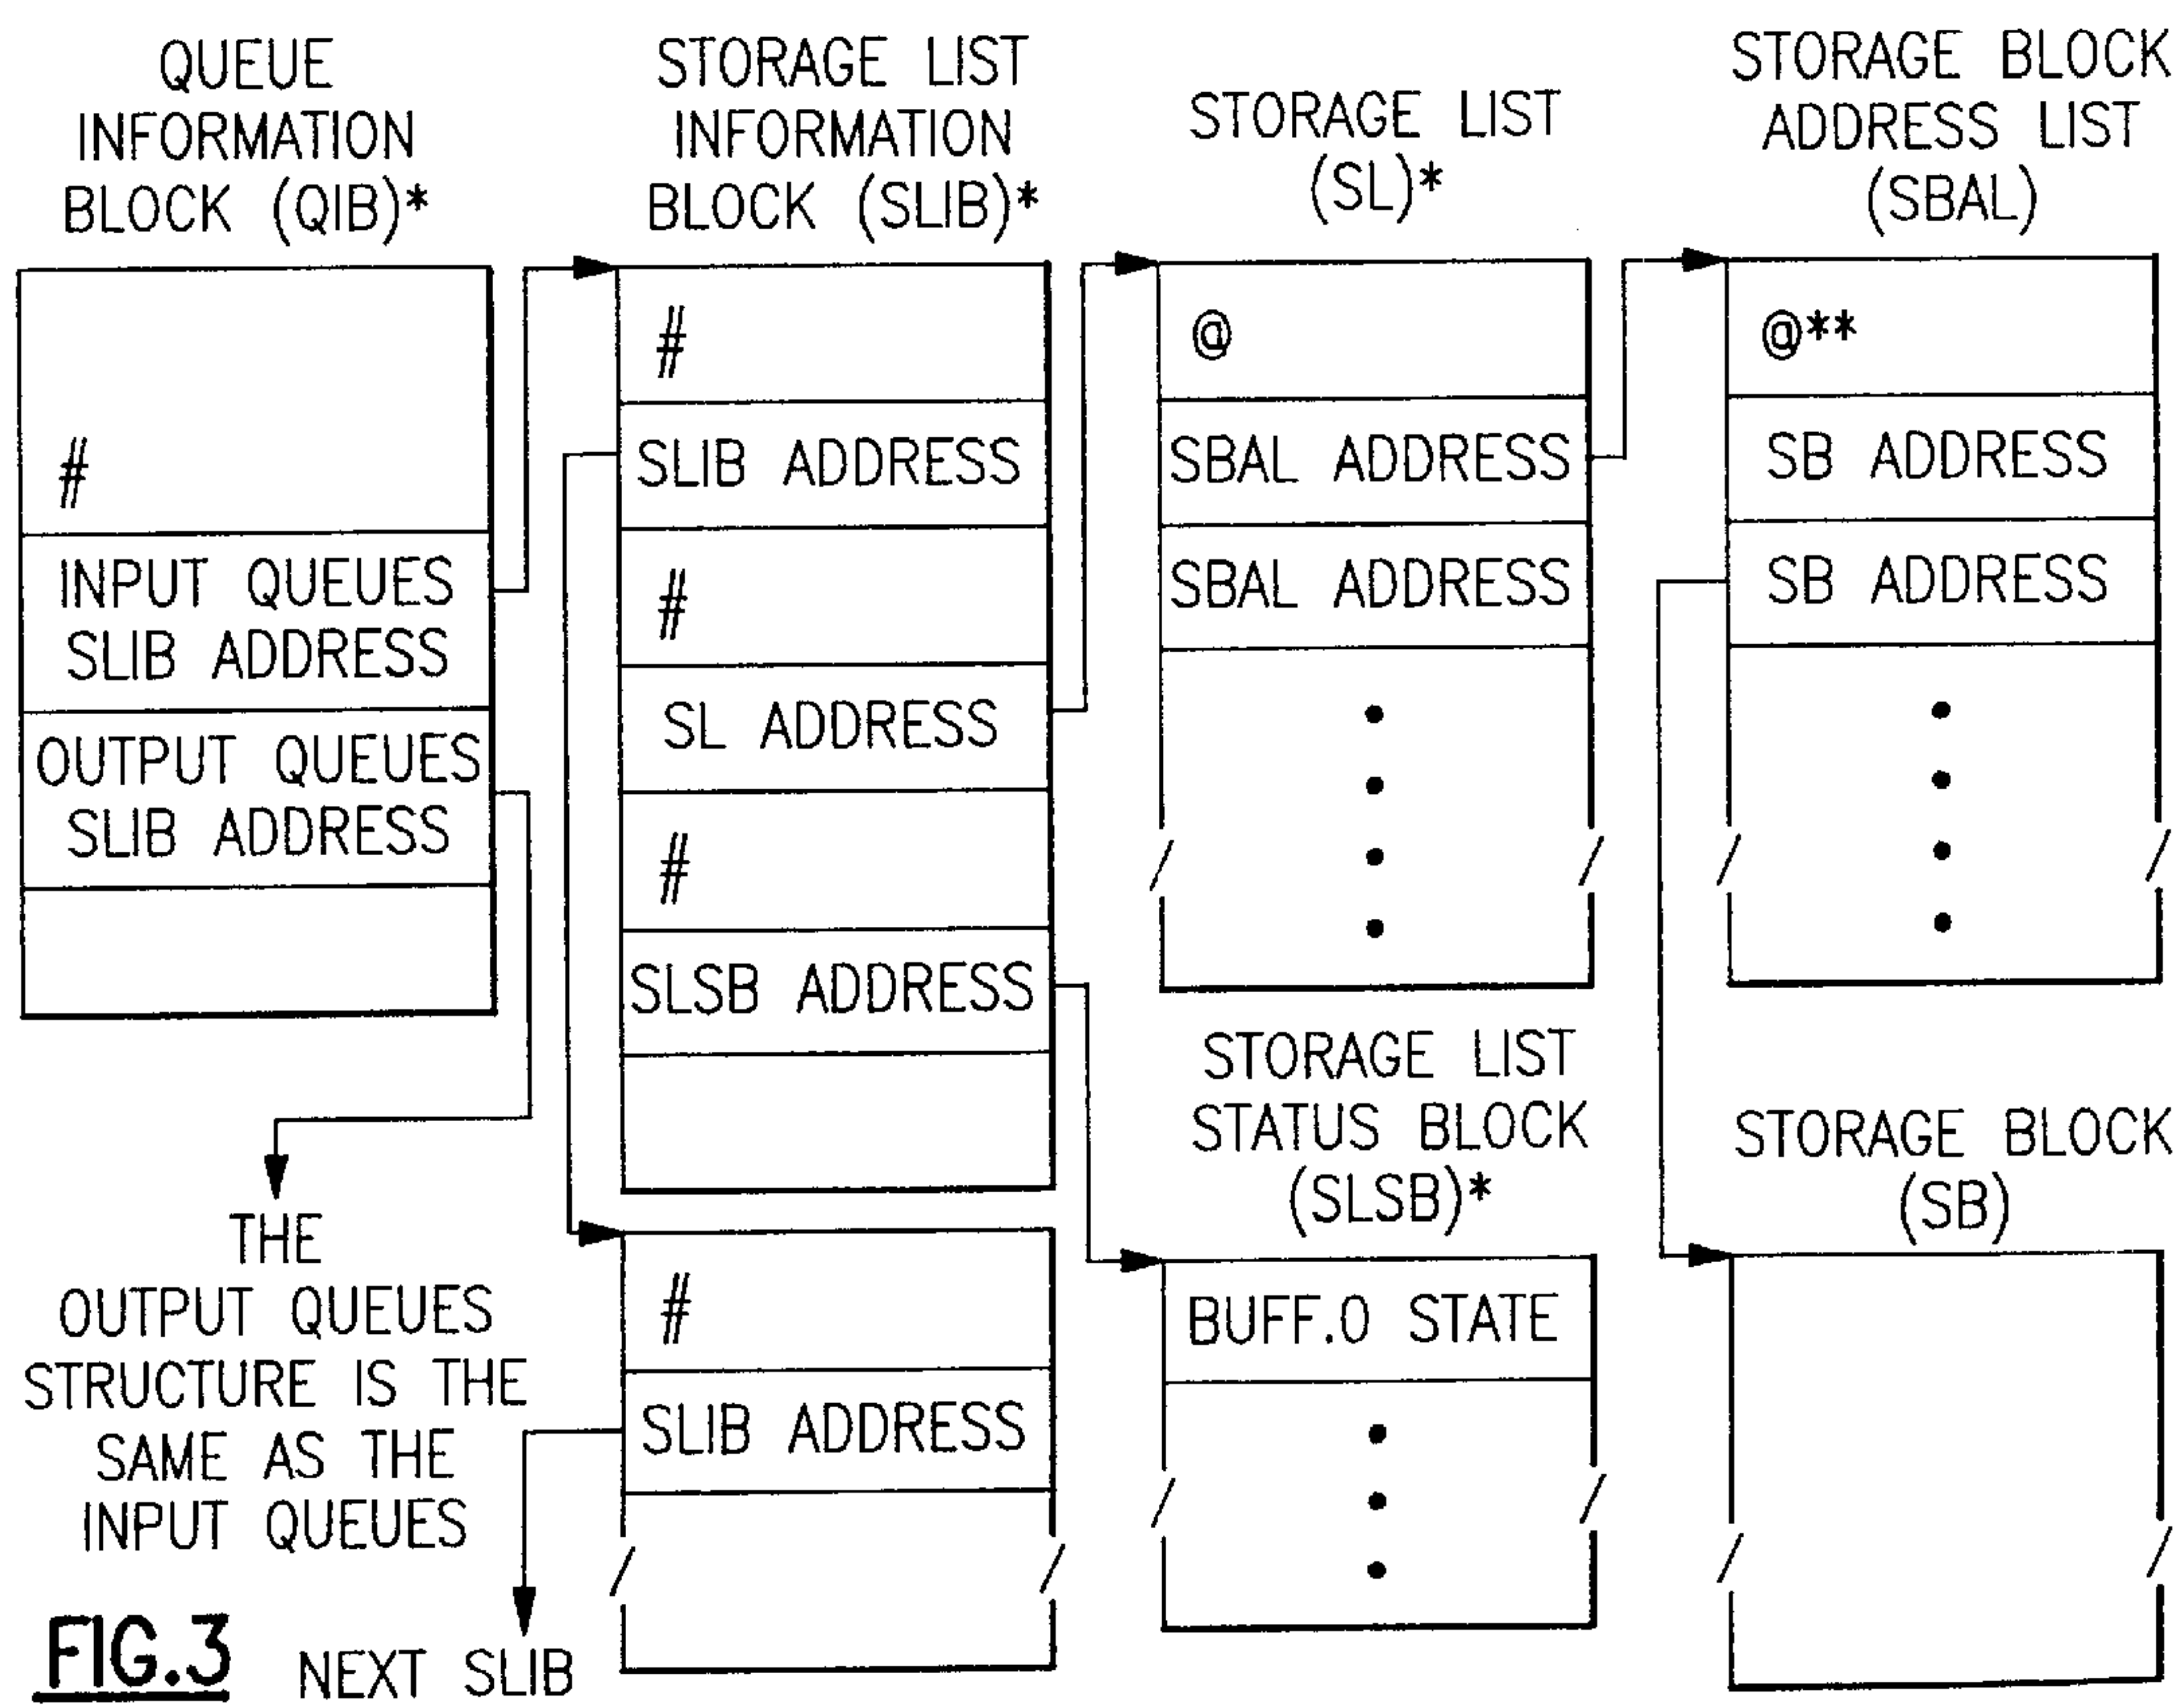 QUEUE
INFORMATION
BLOCK (QIB)*
#
INPUT QUEUES
SLIB ADDRESS
OUTPUT QUEUES
SLIB ADDRESS
THE
OUTPUT QUEUES
STRUCTURE IS THE
SAME AS THE
INPUT QUEUES
STORAGE LIST
INFORMATION
BLOCK (SLIB)*
#
SLIB ADDRESS
#
SL ADDRESS
#
SLSB ADDRESS
#
SLIB ADDRESS
NEXT SLIB
STORAGE LIST
(SL)*
@
SBAL ADDRESS
SBAL ADDRESS
STORAGE LIST
STATUS BLOCK
(SLSB)*
BUFF.0 STATE
STORAGE BLOCK
ADDRESS LIST
(SBAL)
@**
SB ADDRESS
SB ADDRESS
STORAGE BLOCK
(SB)
FIG.3